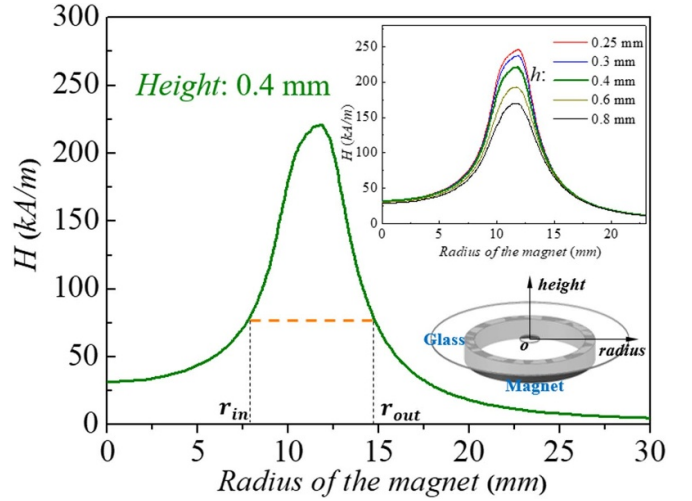 300
250
200
150
100
50
0
H (kA/m)
Height: 0.4 mm
r_in
r_out
0
5
10
15
20
25
30
Radius of the magnet (mm)
250
200
150
100
50
0
H (kA/m)
h:
0.25 mm
0.3 mm
0.4 mm
0.6 mm
0.8 mm
0
5
10
15
20
Radius of the magnet (mm)
height
Glass
o
radius
Magnet